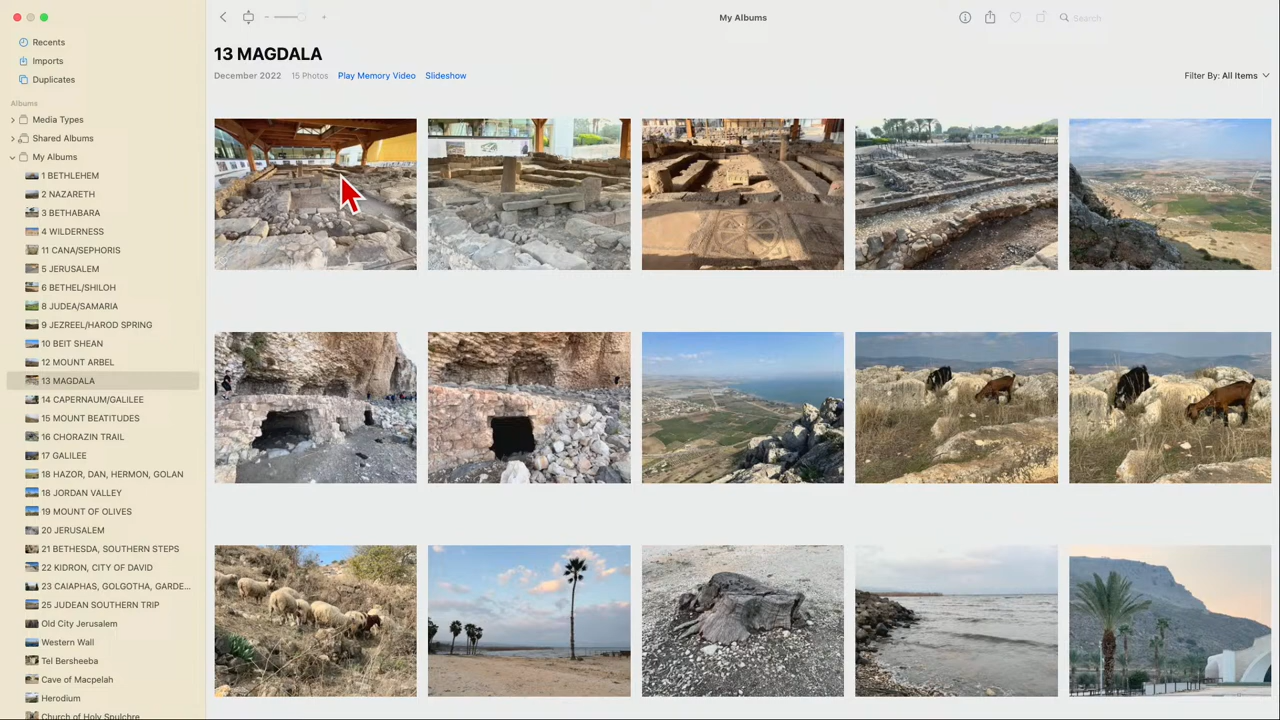 My Albums
Search
Recents
Imports
Duplicates
Albums
Media Types
Shared Albums
My Albums
1 BETHLEHEM
2 NAZARETH
3 BETHABARA
4 WILDERNESS
11 CANA/SEPHORIS
5 JERUSALEM
6 BETHEL/SHILOH
8 JUDEA/SAMARIA
9 JEZREEL/HAROD SPRING
10 BEIT SHEAN
12 MOUNT ARBEL
13 MAGDALA
14 CAPERNAUM/GALILEE
15 MOUNT BEATITUDES
16 CHORAZIN TRAIL
17 GALILEE
18 HAZOR, DAN, HERMON, GOLAN
18 JORDAN VALLEY
19 MOUNT OF OLIVES
20 JERUSALEM
21 BETHESDA, SOUTHERN STEPS
22 KIDRON, CITY OF DAVID
23 CAIAPHAS, GOLGOTHA, GARDE...
25 JUDEAN SOUTHERN TRIP
Old City Jerusalem
Western Wall
Tel Bersheeba
Cave of Macpelah
Herodium
Church of Holy Spulchre
13 MAGDALA
December 2022 15 Photos Play Memory Video Slideshow
Filter By: All Items